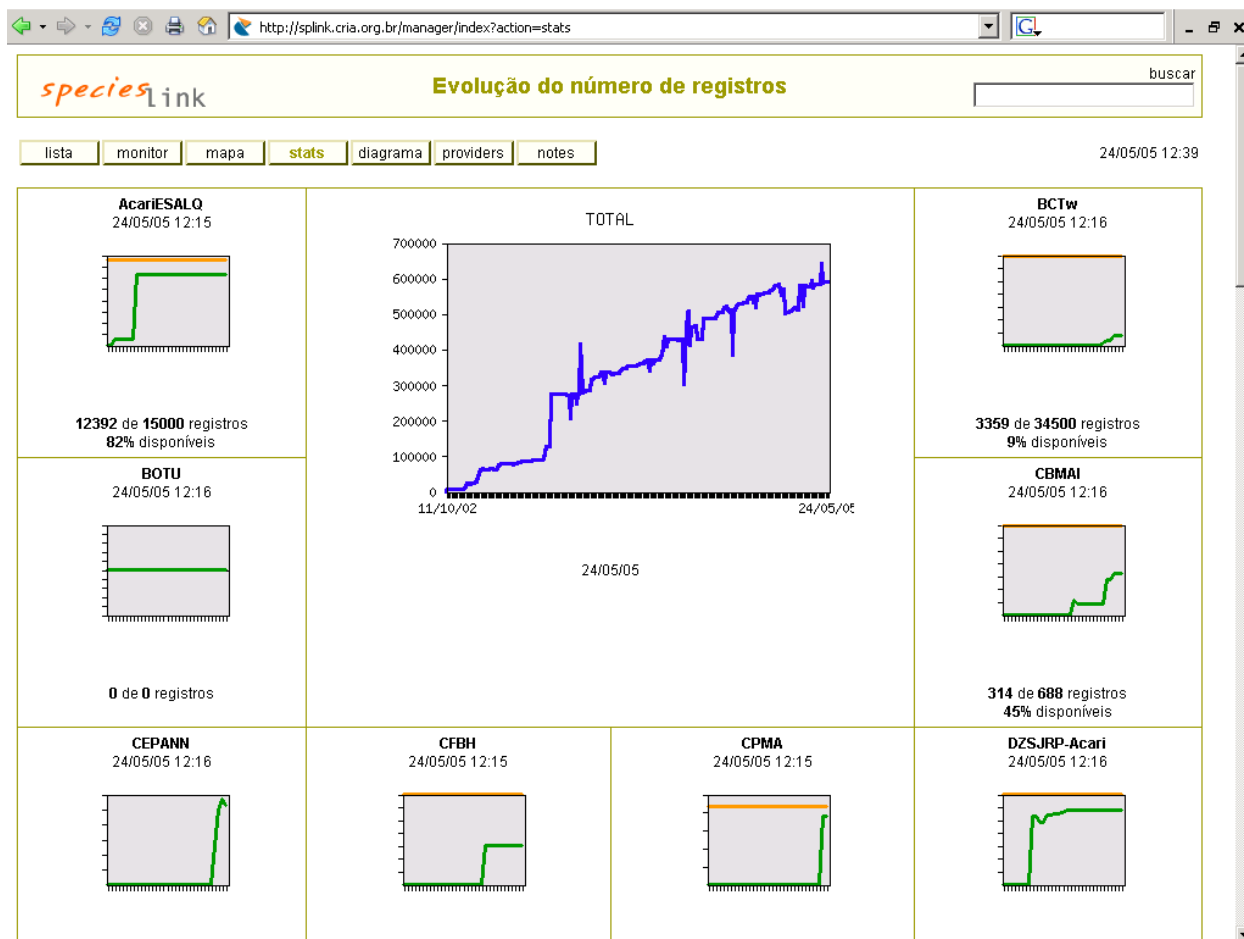 http://splink.cria.org.br/manager/index?action=stats
G
species link
Evolução do número de registros
buscar
lista
monitor
mapa
stats
diagrama
providers
notes
24/05/05 12:39
AcariESALQ
24/05/05 12:15
12392 de 15000 registros
82% disponíveis
TOTAL
700000
600000
500000
400000
300000
200000
100000
0
11/10/02
24/05/05
24/05/05
BCTw
24/05/05 12:16
3359 de 34500 registros
9% disponíveis
BOTU
24/05/05 12:16
0 de 0 registros
CBMAI
24/05/05 12:16
314 de 688 registros
45% disponíveis
CEPANN
24/05/05 12:16
CFBH
24/05/05 12:15
CPMA
24/05/05 12:15
DZSJRP-Acari
24/05/05 12:16